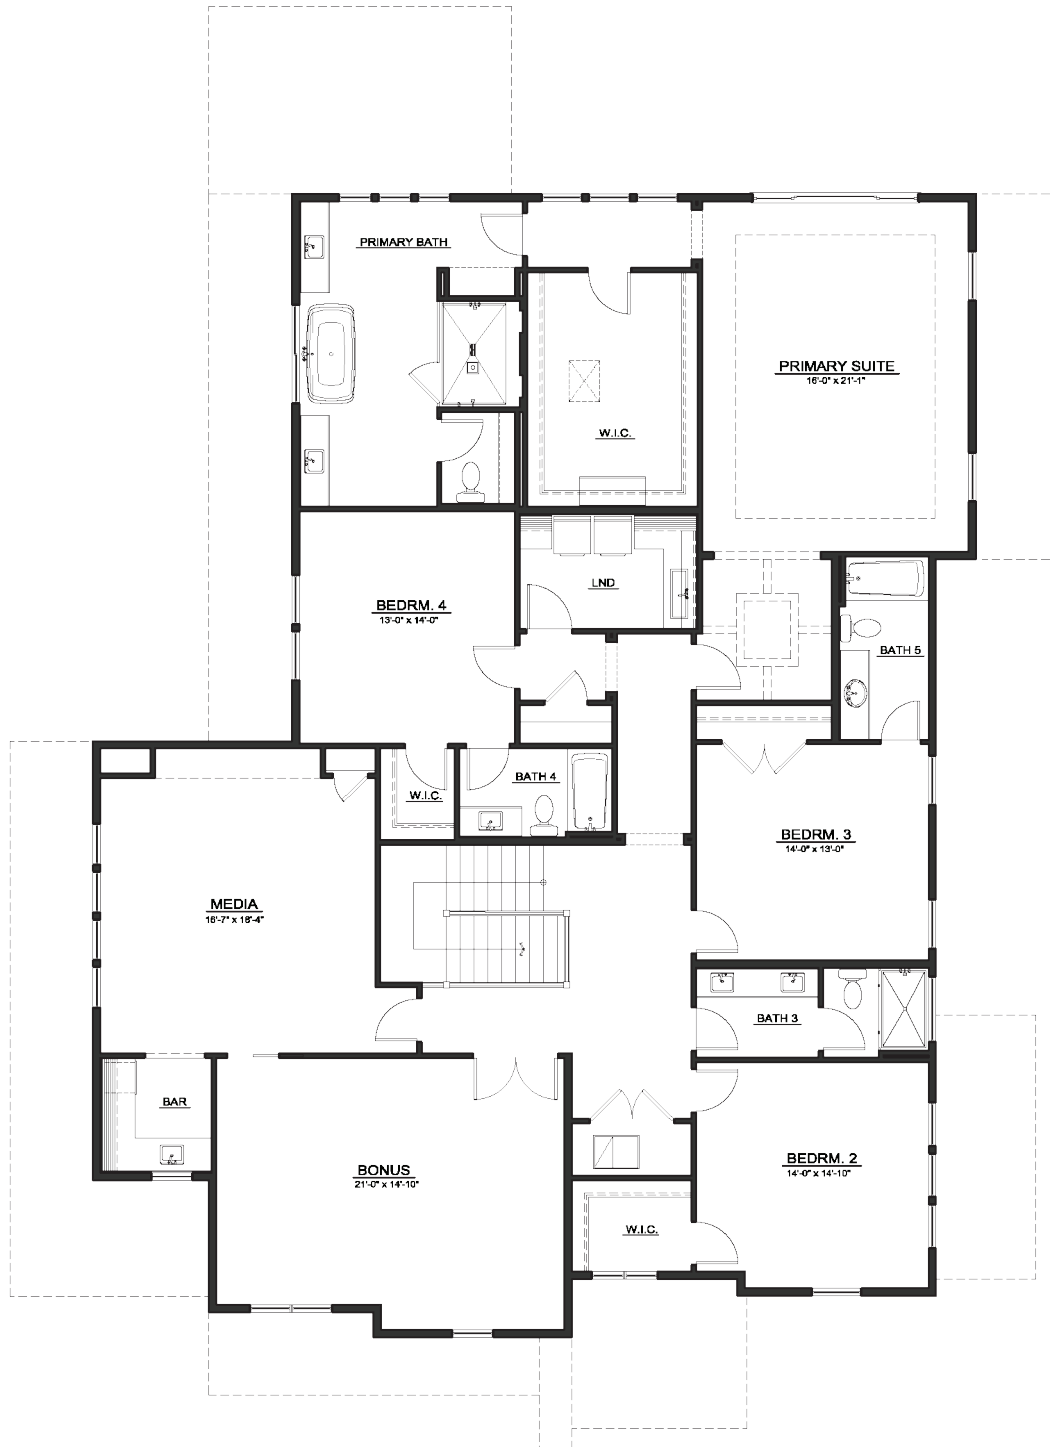 PRIMARY BATH
PRIMARY SUITE
16'-0" x 21'-1"
W.I.C.
LND
BEDRM. 4
13'-0" x 14'-0"
BATH 5
BATH 4
W.I.C.
BEDRM. 3
14'-0" x 13'-0"
MEDIA
16'-7" x 18'-4"
BATH 3
BAR
BEDRM. 2
14'-0" x 14'-10"
BONUS
21'-0" x 14'-10"
W.I.C.